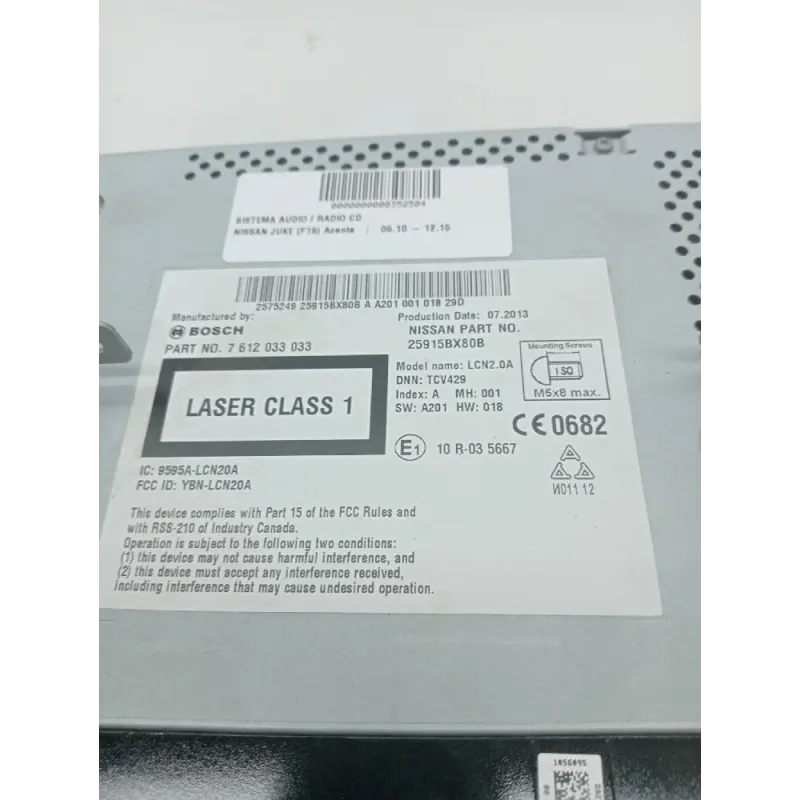 0000000000352504
SISTEMA AUDIO / RADIO CD
NISSAN JUKE (F15) Acenta | 06.10 - 12.15
2575249 25915BX80B A A201 001 018 29D
Manufactured by:
BOSCH
PART NO. 7 612 033 033
Production Date: 07.2013
NISSAN PART NO.
25915BX80B
Model name: LCN2.0A
DNN: TCV429
Index: A MH: 001
SW: A201 HW: 018
Mounting Screws
ISO
M5x8 max.
LASER CLASS 1
CE 0682
E1 10 R-03 5667
И011 12
IC: 9595A-LCN20A
FCC ID: YBN-LCN20A
This device complies with Part 15 of the FCC Rules and
with RSS-210 of Industry Canada.
Operation is subject to the following two conditions:
(1) this device may not cause harmful interference, and
(2) this device must accept any interference received,
including interference that may cause undesired operation.
1056095